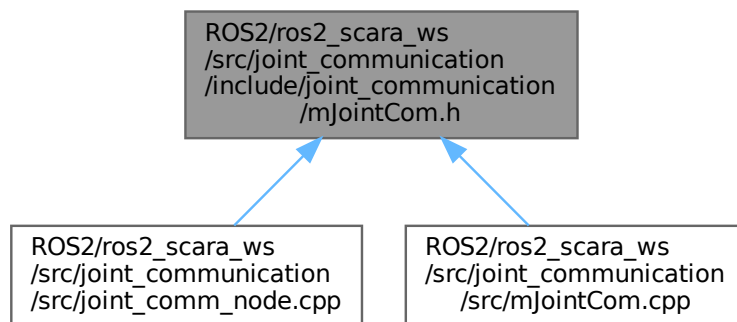 ROS2/ros2_scara_ws
/src/joint_communication
/include/joint_communication
/mJointCom.h
ROS2/ros2_scara_ws
/src/joint_communication
/src/joint_comm_node.cpp
ROS2/ros2_scara_ws
/src/joint_communication
/src/mJointCom.cpp